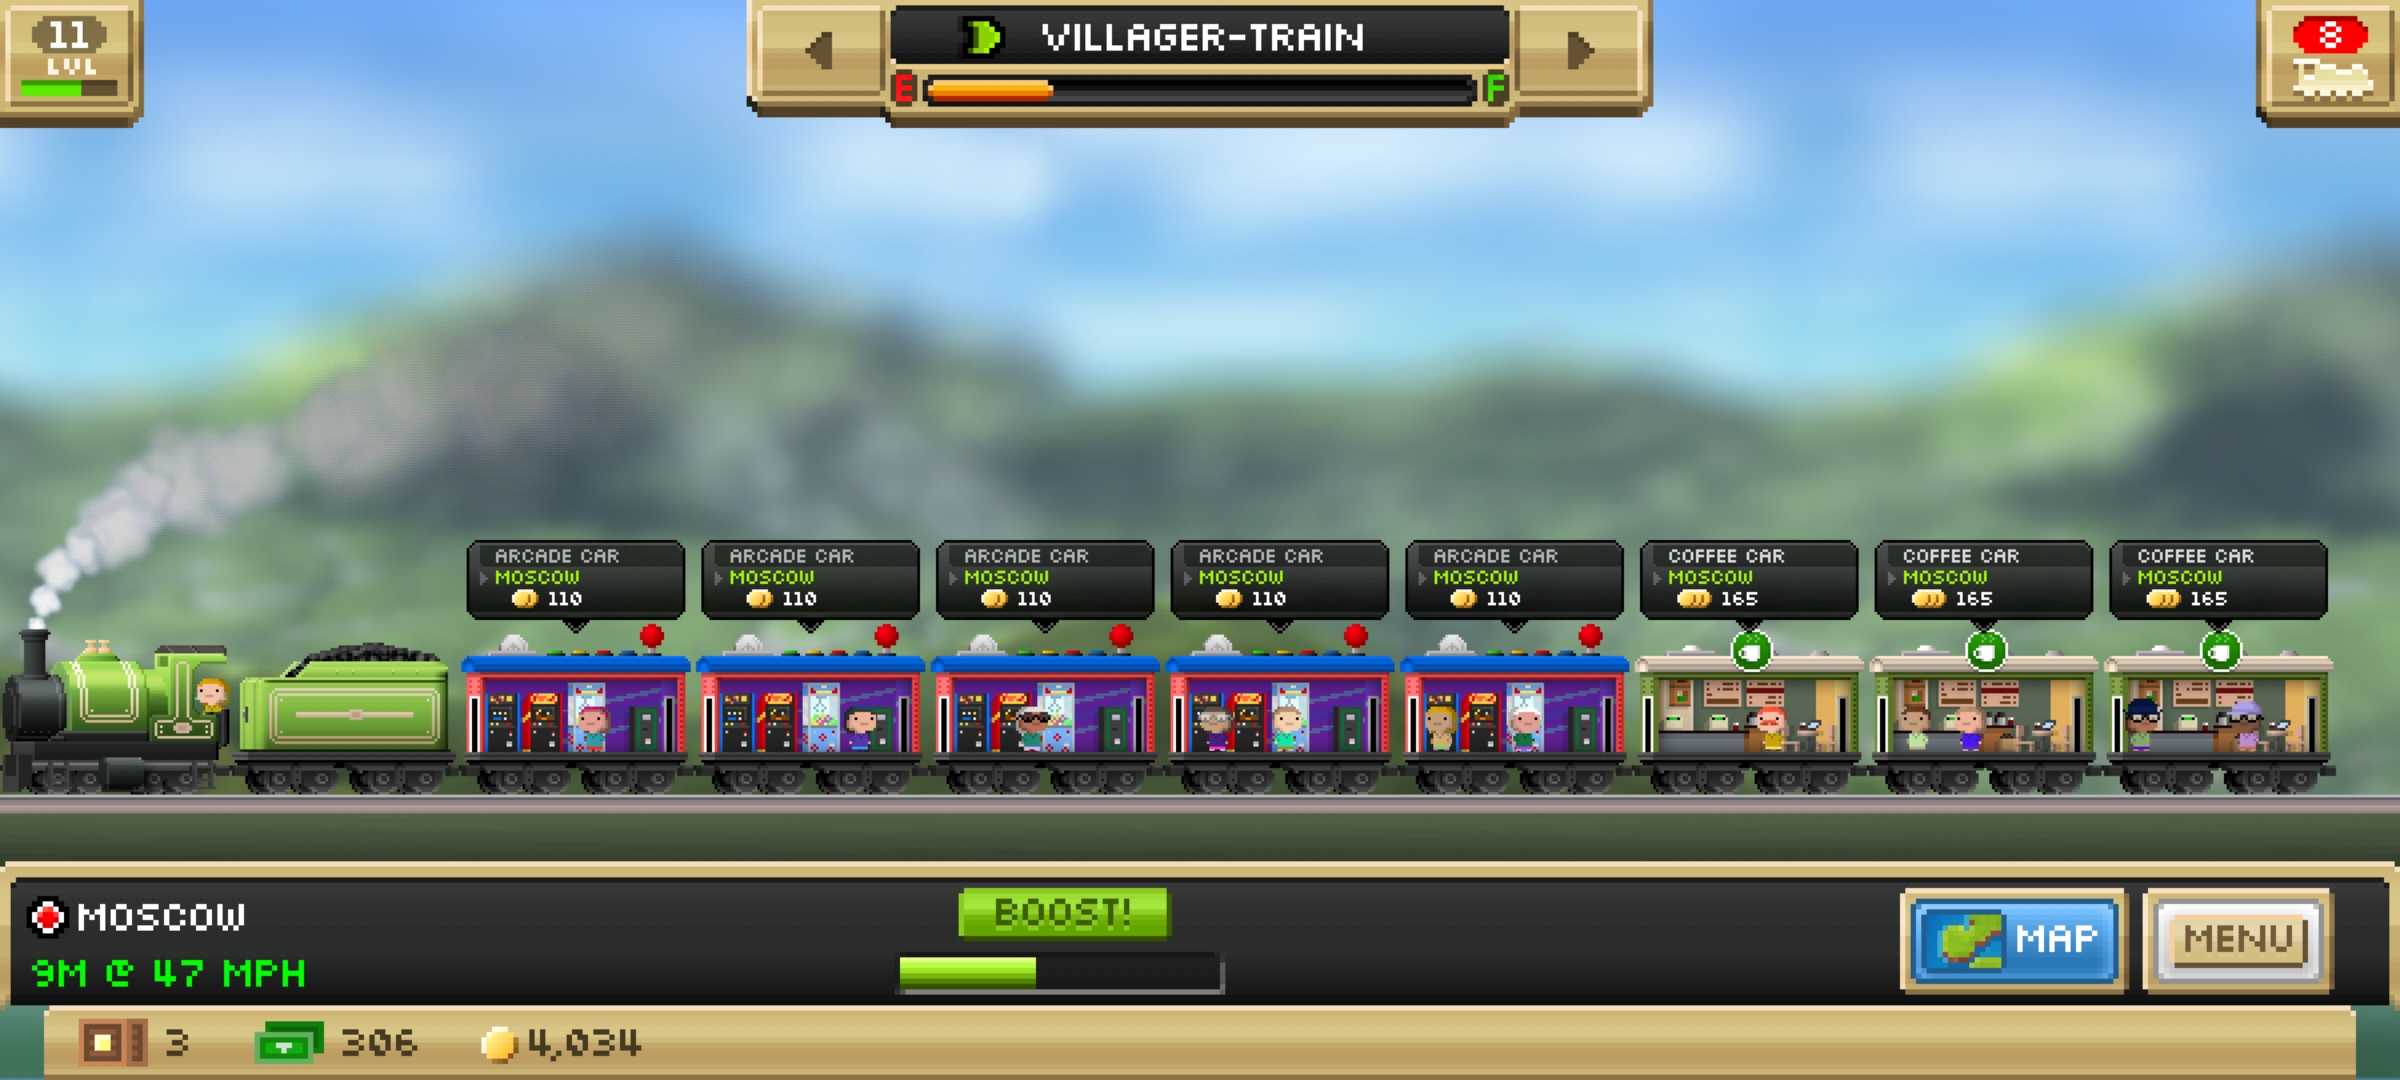 11
LVL
VILLAGER-TRAIN
E F
8
ARCADE CAR
MOSCOW
110
ARCADE CAR
MOSCOW
110
ARCADE CAR
MOSCOW
110
ARCADE CAR
MOSCOW
110
ARCADE CAR
MOSCOW
110
COFFEE CAR
MOSCOW
165
COFFEE CAR
MOSCOW
165
COFFEE CAR
MOSCOW
165
MOSCOW
9M @ 47 MPH
BOOST!
MAP
MENU
3 306 4,034